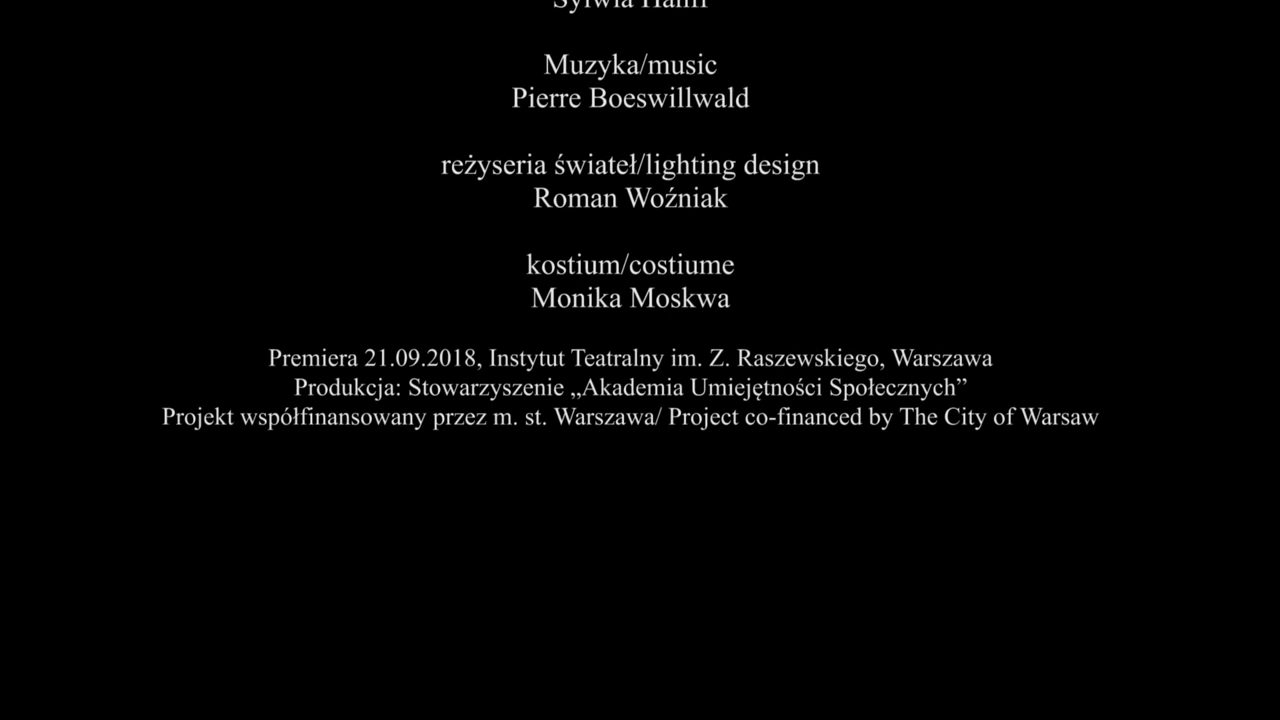 Sylwia Hanff
Muzyka/music
Pierre Boeswillwald
reżyseria świateł/lighting design
Roman Woźniak
kostium/costiume
Monika Moskwa
Premiera 21.09.2018, Instytut Teatralny im. Z. Raszewskiego, Warszawa
Produkcja: Stowarzyszenie „Akademia Umiejętności Społecznych”
Projekt współfinansowany przez m. st. Warszawa/ Project co-financed by The City of Warsaw